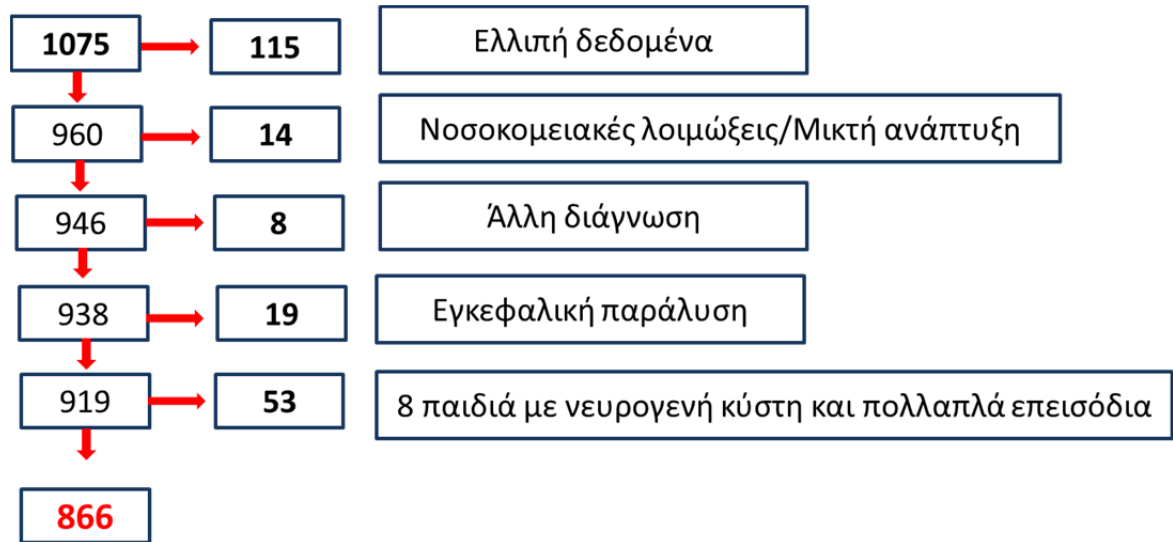 1075 115 Ελλιπή δεδομένα
960 14 Νοσοκομειακές λοιμώξεις/Μικτή ανάπτυξη
946 8 Άλλη διάγνωση
938 19 Εγκεφαλική παράλυση
919 53 8 παιδιά με νευρογενή κύστη και πολλαπλά επεισόδια
866